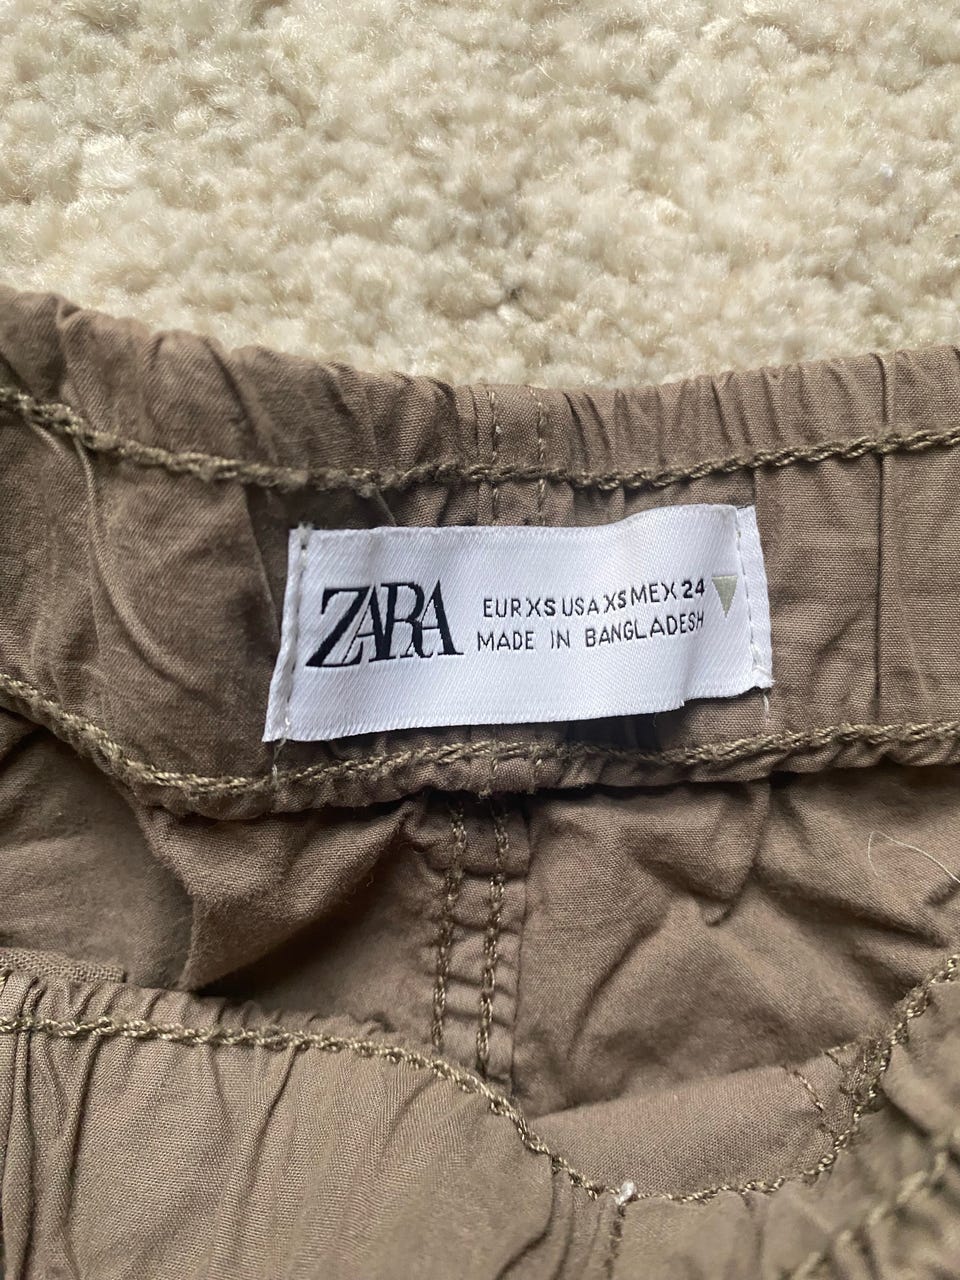 ZARA
EUR XS USA XS MEX 24
MADE IN BANGLADESH